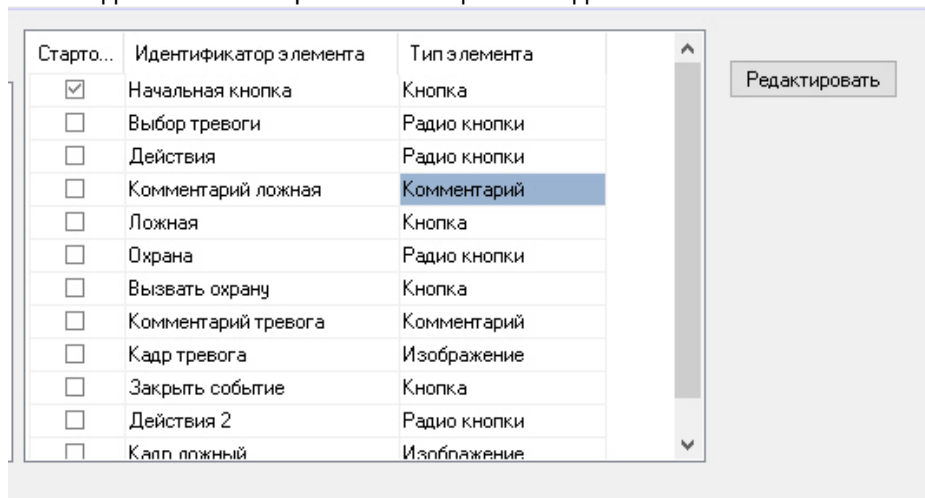 Старто... Идентификатор элемента Тип элемента
Редактировать
Начальная кнопка Кнопка
Выбор тревоги Радио кнопки
Действия Радио кнопки
Комментарий ложная Комментарий
Ложная Кнопка
Охрана Радио кнопки
Вызвать охрану Кнопка
Комментарий тревога Комментарий
Кадр тревога Изображение
Закрыть событие Кнопка
Действия 2 Радио кнопки
Кадр ложный Изображение